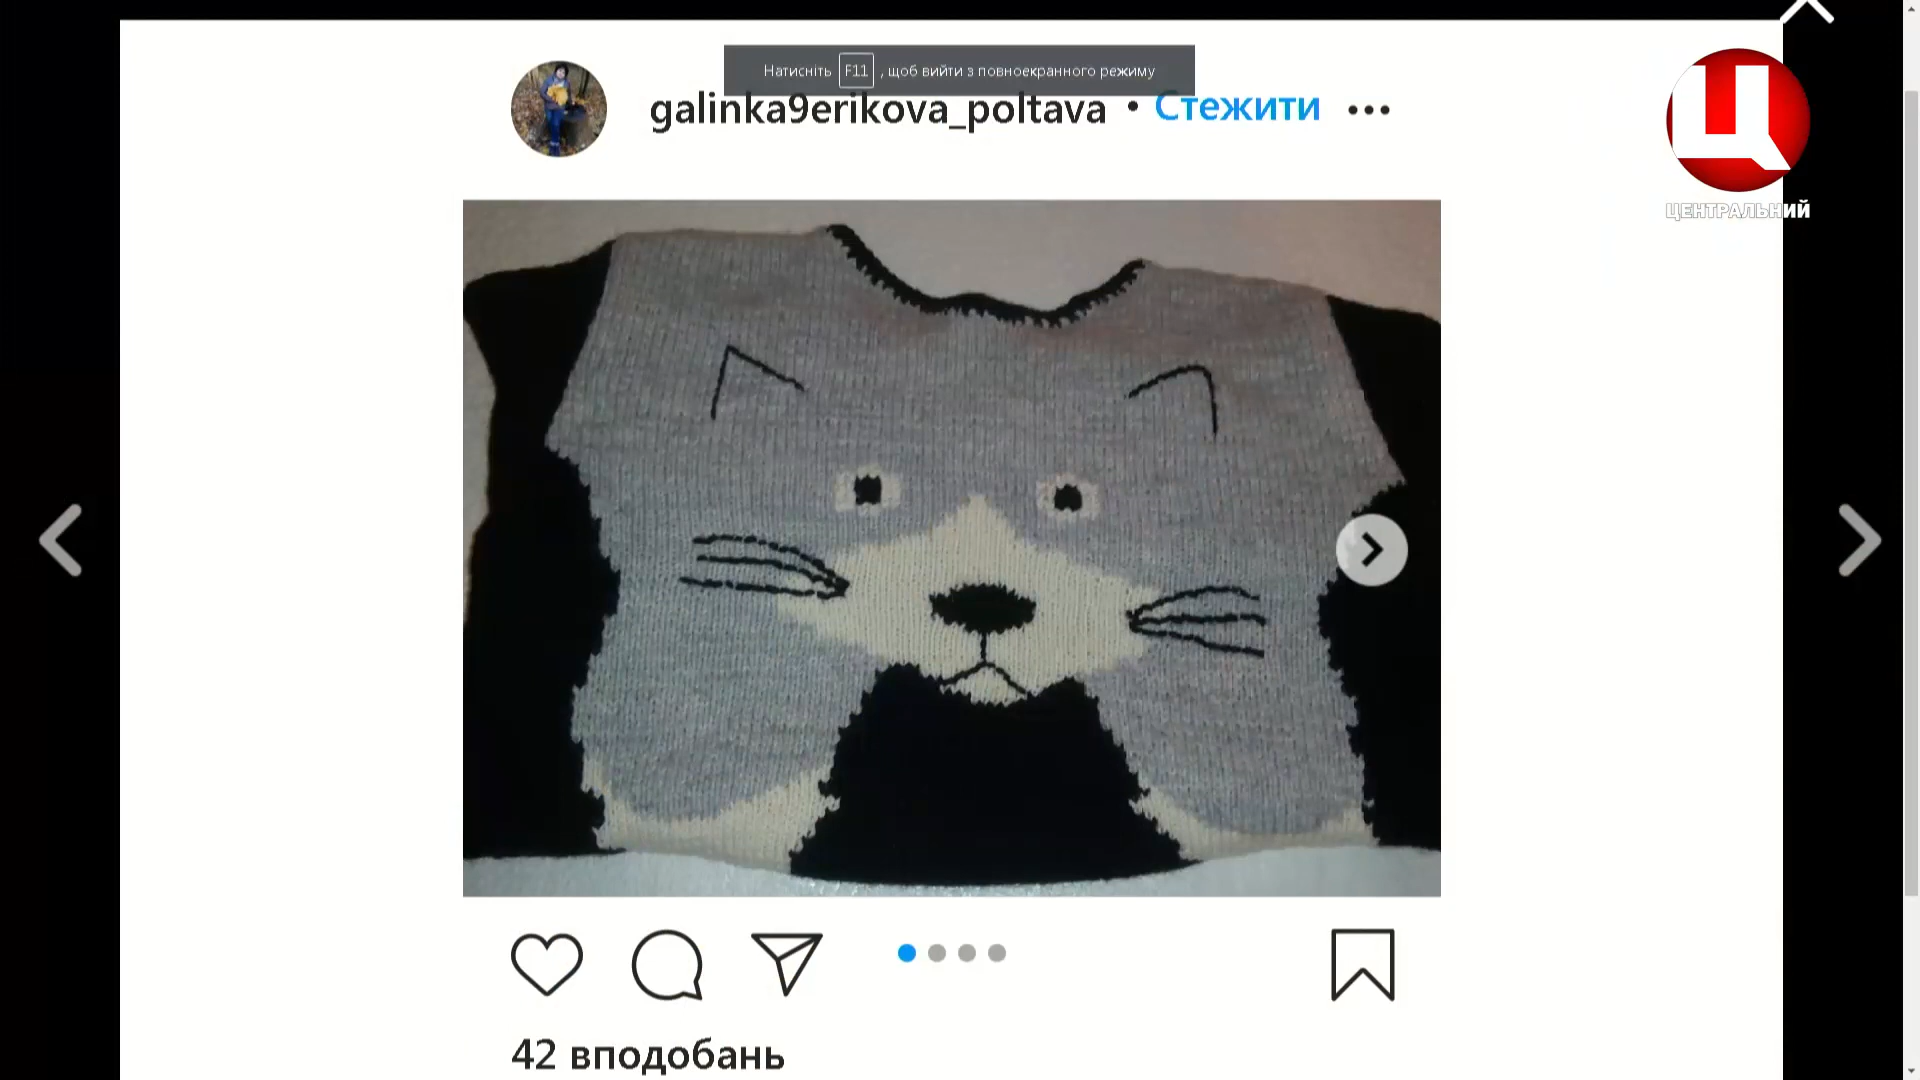 Натисніть F11 , щоб вийти з повноекранного режиму
galinka9erikova_poltava • Стежити •••
Ц
ЦЕНТРАЛЬНИЙ
42 вподобань